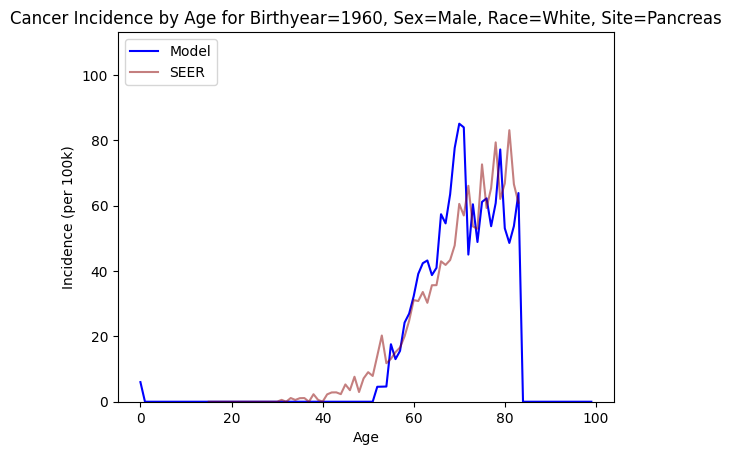 Cancer Incidence by Age for Birthyear=1960, Sex=Male, Race=White, Site=Pancreas
Model
SEER
Incidence (per 100k)
100
80
60
40
20
0
0 20 40 60 80 100
Age